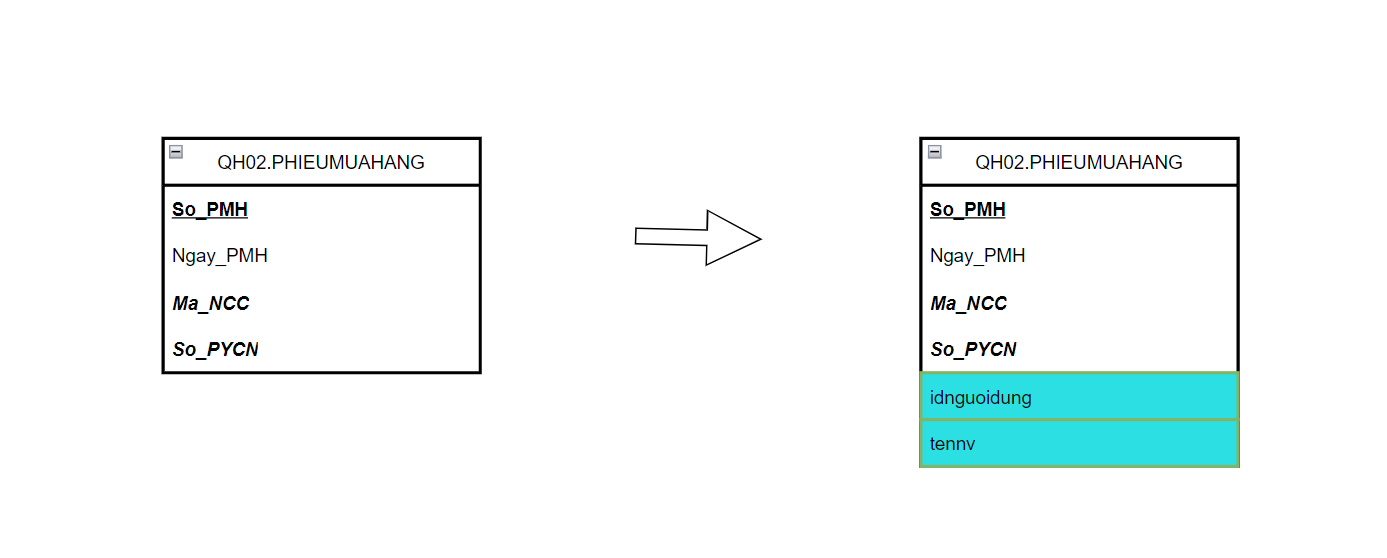 QH02.PHIEUMUAHANG
So_PMH
Ngay_PMH
Ma_NCC
So_PYCN
QH02.PHIEUMUAHANG
So_PMH
Ngay_PMH
Ma_NCC
So_PYCN
idnguoidung
tennv